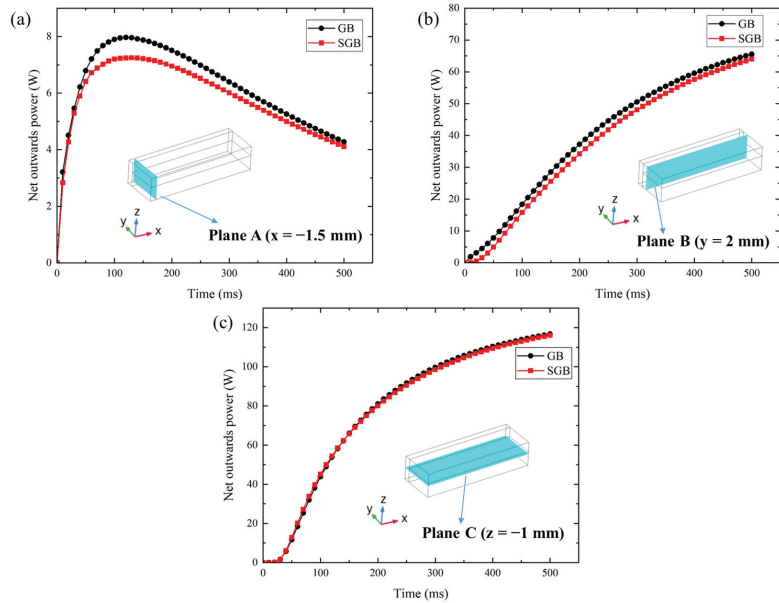 (a)
GB
SGB
Net outwards power (W)
8
6
4
2
0
z
y
x
Plane A (x = −1.5 mm)
0 100 200 300 400 500
Time (ms)
(b)
GB
SGB
Net outwards power (W)
70
60
50
40
30
20
10
0
z
y
x
Plane B (y = 2 mm)
0 100 200 300 400 500
Time (ms)
(c)
GB
SGB
Net outwards power (W)
120
100
80
60
40
20
0
z
y
x
Plane C (z = −1 mm)
0 100 200 300 400 500
Time (ms)